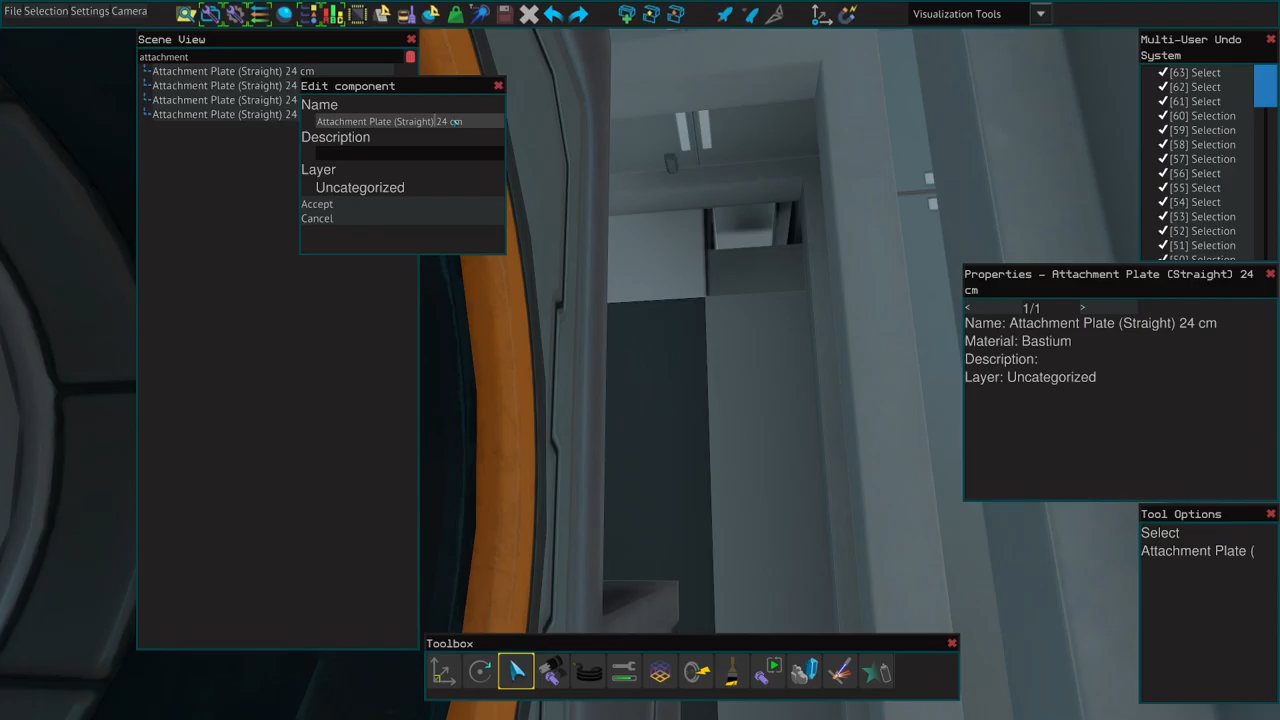 File Selection Settings Camera
Visualization Tools
Scene View
attachment
Attachment Plate (Straight) 24 cm
Attachment Plate (Straight) 24
Attachment Plate (Straight) 24
Attachment Plate (Straight) 24
Edit component
Name
Attachment Plate (Straight) 24 cm
Description
Layer
Uncategorized
Accept
Cancel
Multi-User Undo
System
[63] Select
[62] Select
[61] Select
[60] Selection
[59] Selection
[58] Selection
[57] Selection
[56] Select
[55] Select
[54] Select
[53] Selection
[52] Selection
[51] Selection
[50] Selection
Properties - Attachment Plate (Straight) 24
cm
< 1/1 >
Name: Attachment Plate (Straight) 24 cm
Material: Bastium
Description:
Layer: Uncategorized
Tool Options
Select
Attachment Plate (
Toolbox